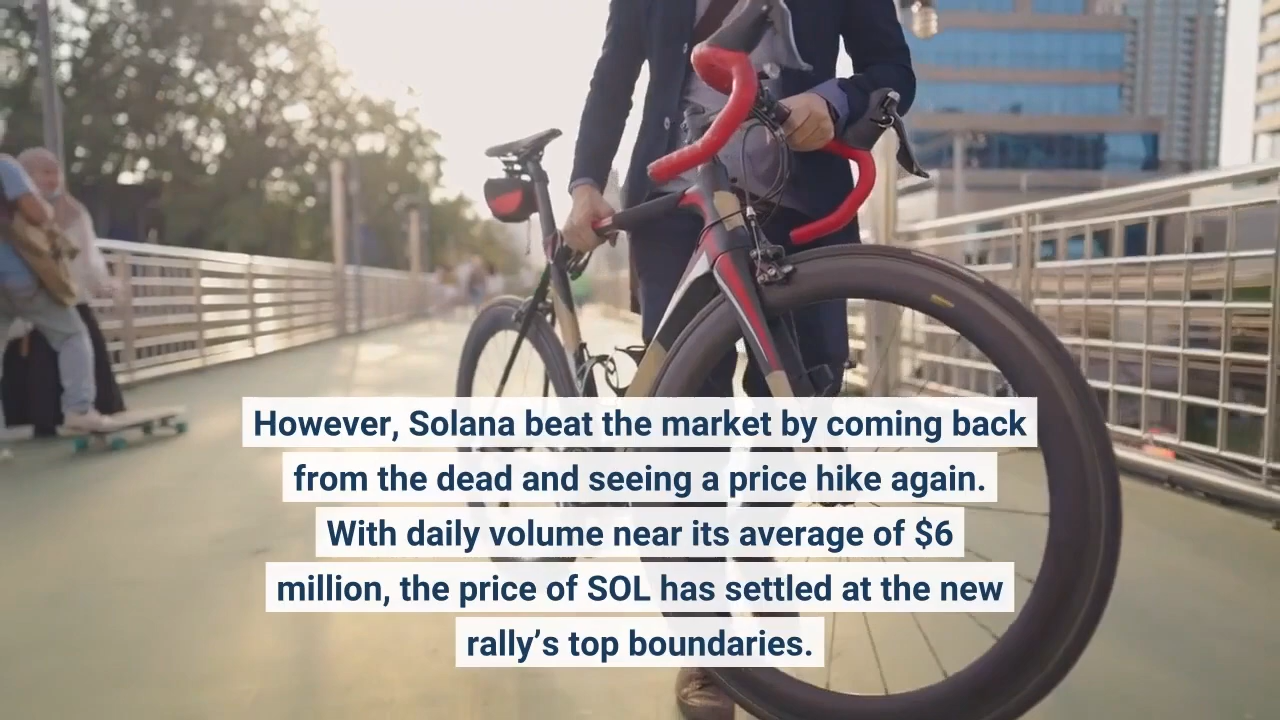 However, Solana beat the market by coming back
from the dead and seeing a price hike again.
With daily volume near its average of $6
million, the price of SOL has settled at the new
rally’s top boundaries.